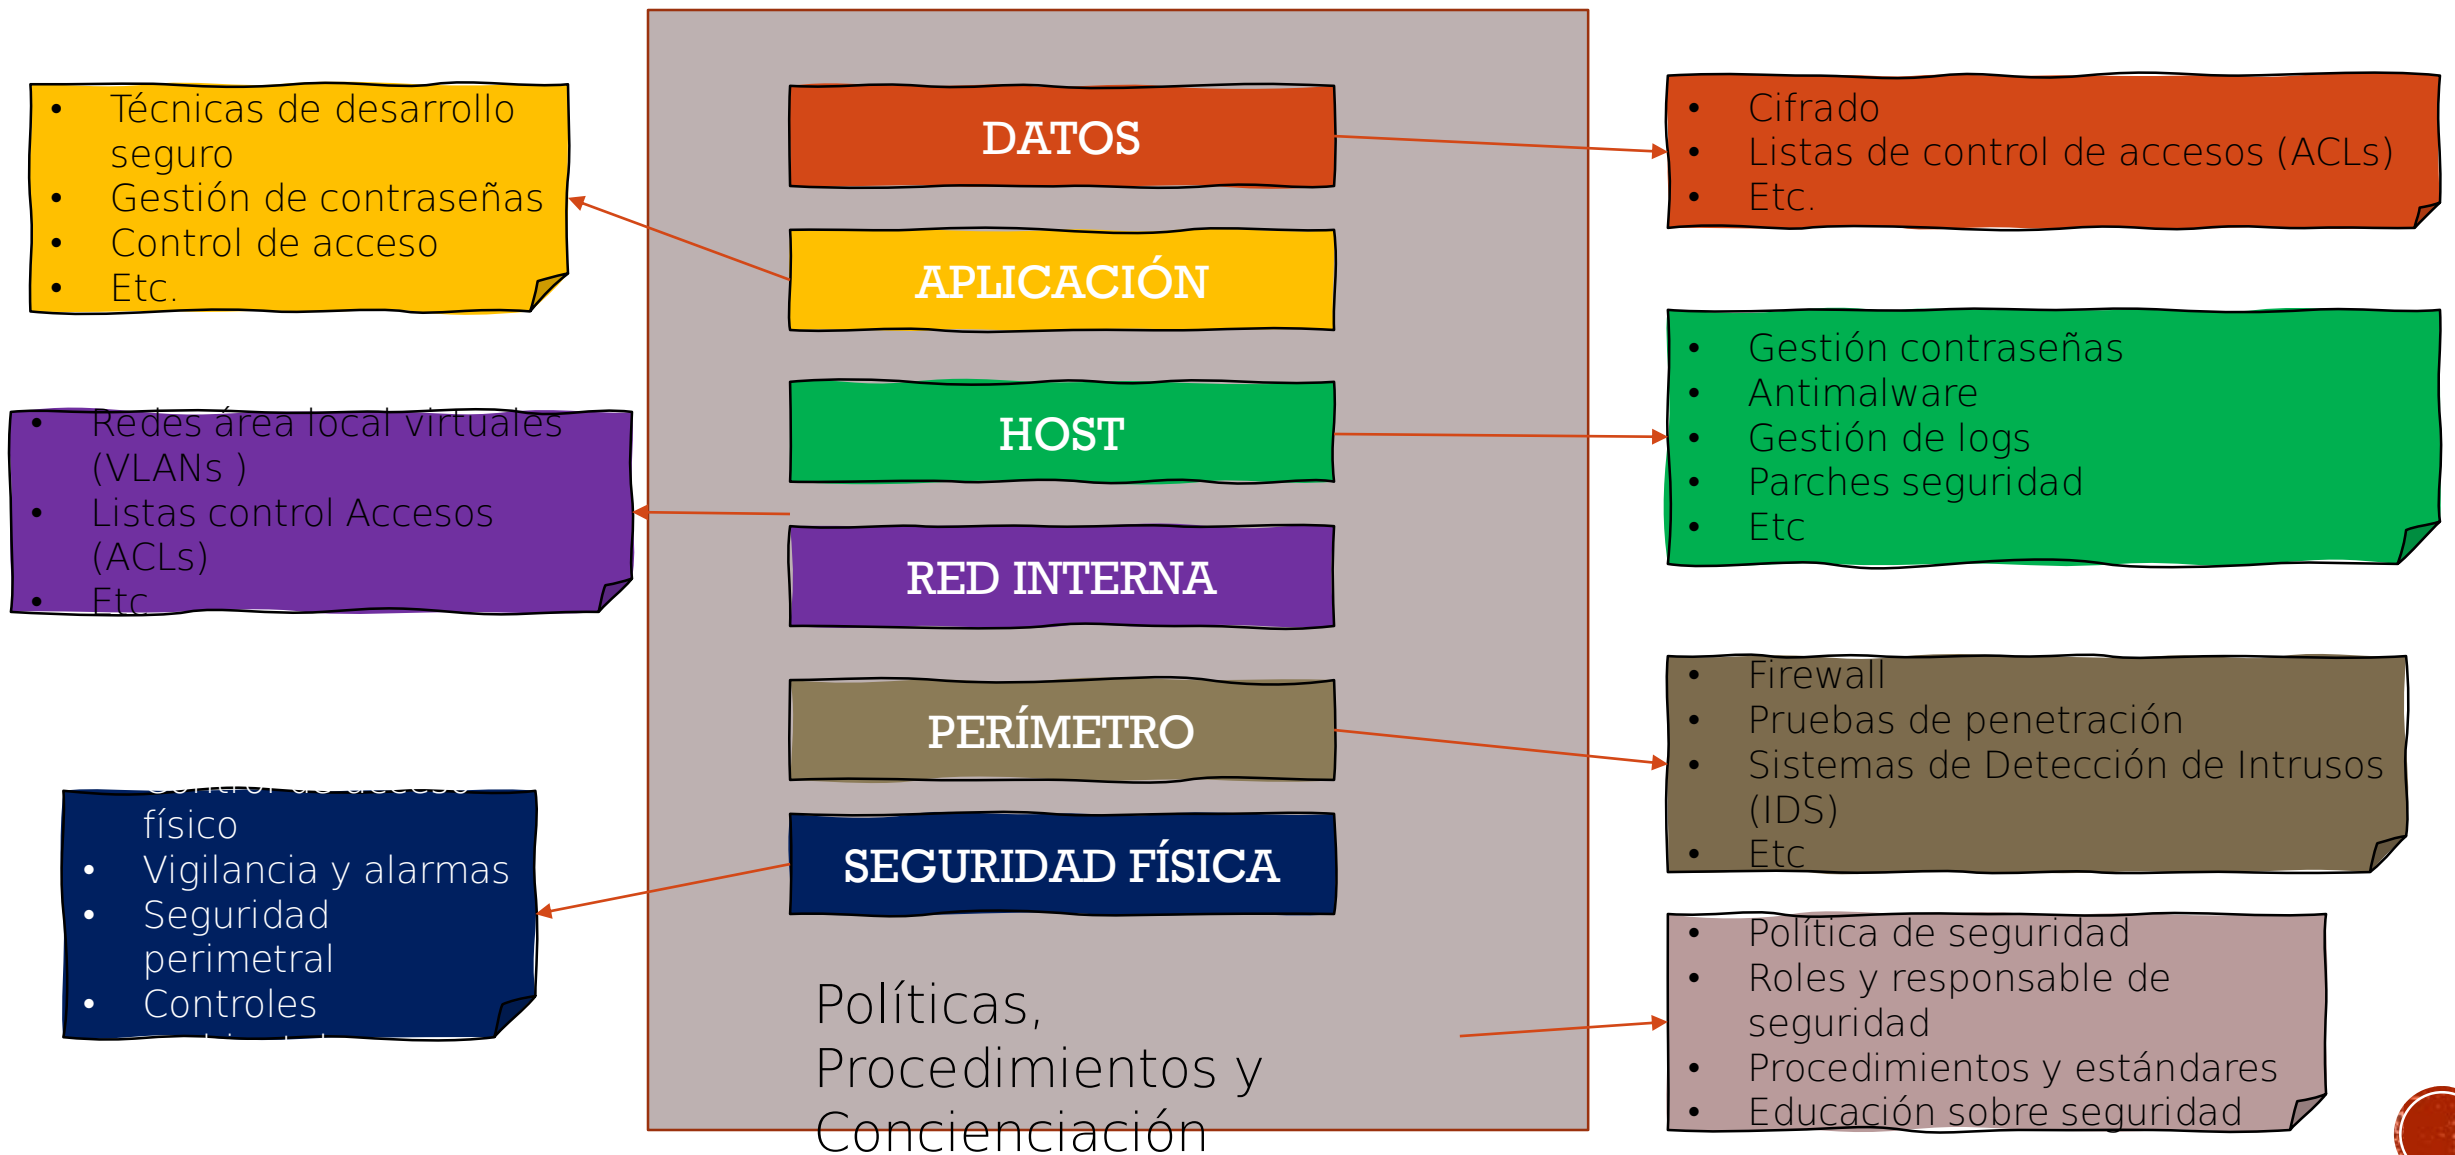 DATOS
APLICACIÓN
HOST
RED INTERNA
PERÍMETRO
SEGURIDAD FÍSICA
Políticas,
Procedimientos y
Concienciación
• Técnicas de desarrollo
seguro
• Gestión de contraseñas
• Control de acceso
• Etc.
• Redes área local virtuales
(VLANs )
• Listas control Accesos
(ACLs)
• Etc
Control de acceso
físico
• Vigilancia y alarmas
• Seguridad
perimetral
• Controles
• Cifrado
• Listas de control de accesos (ACLs)
• Etc.
• Gestión contraseñas
• Antimalware
• Gestión de logs
• Parches seguridad
• Etc
• Firewall
• Pruebas de penetración
• Sistemas de Detección de Intrusos
(IDS)
• Etc
• Política de seguridad
• Roles y responsable de
seguridad
• Procedimientos y estándares
• Educación sobre seguridad